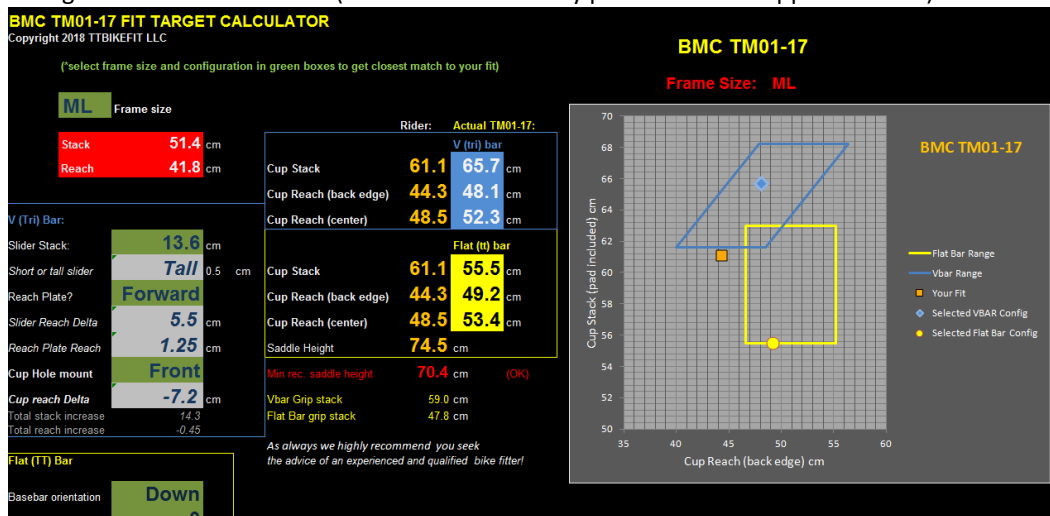 BMC TM01-17 FIT TARGET CALCULATOR
Copyright 2018 TTBIKEFIT LLC
(*select frame size and configuration in green boxes to get closest match to your fit)
ML Frame size
Stack 51.4 cm
Reach 41.8 cm
V (Tri) Bar:
Slider Stack: 13.6 cm
Short or tall slider Tall 0.5 cm
Reach Plate? Forward
Slider Reach Delta 5.5 cm
Reach Plate Reach 1.25 cm
Cup Hole mount Front
Cup reach Delta -7.2 cm
Total stack increase 14.3
Total reach increase -0.45
Flat (TT) Bar
Basebar orientation Down
Rider: Actual TM01-17:
V (tri) bar
Cup Stack 61.1 65.7 cm
Cup Reach (back edge) 44.3 48.1 cm
Cup Reach (center) 48.5 52.3 cm
Flat (tt) bar
Cup Stack 61.1 55.5 cm
Cup Reach (back edge) 44.3 49.2 cm
Cup Reach (center) 48.5 53.4 cm
Saddle Height 74.5 cm
Min rec. saddle height 70.4 cm (OK)
Vbar Grip stack 59.0 cm
Flat Bar grip stack 47.8 cm
As always we highly recommend you seek
the advice of an experienced and qualified bike fitter!
BMC TM01-17
Frame Size: ML
BMC TM01-17
70
68
66
64
62
60
58
56
54
52
50
35 40 45 50 55 60
Cup Stack (pad included) cm
Cup Reach (back edge) cm
Flat Bar Range
Vbar Range
Your Fit
Selected VBAR Config
Selected Flat Bar Config